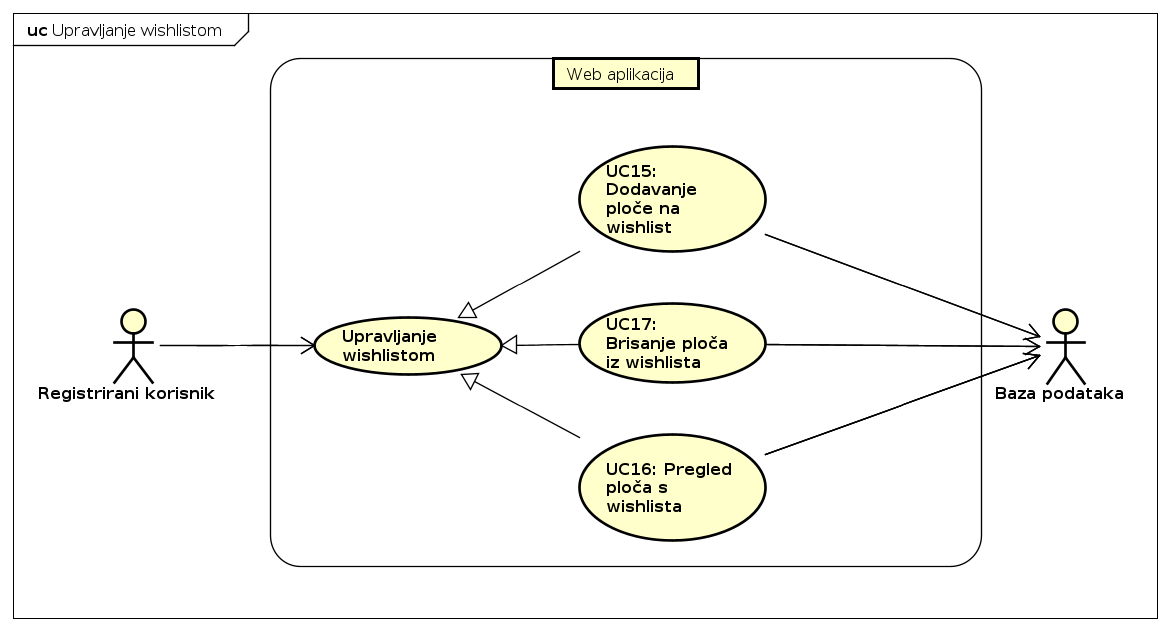 uc Upravljanje wishlistom
Web aplikacija
UC15:
Dodavanje
ploče na
wishlist
Upravljanje
wishlistom
UC17:
Brisanje ploča
iz wishlista
Registrirani korisnik
Baza podataka
UC16: Pregled
ploča s
wishlista